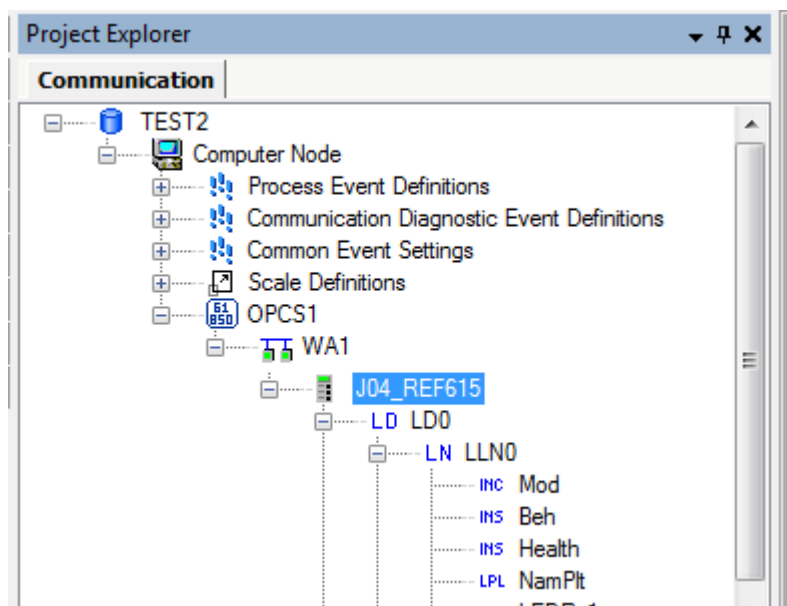 Project Explorer
Communication
TEST2
Computer Node
Process Event Definitions
Communication Diagnostic Event Definitions
Common Event Settings
Scale Definitions
61 850 OPCS1
WA1
J04_REF615
LD LD0
LN LLN0
INC Mod
INS Beh
INS Health
LPL NamPlt